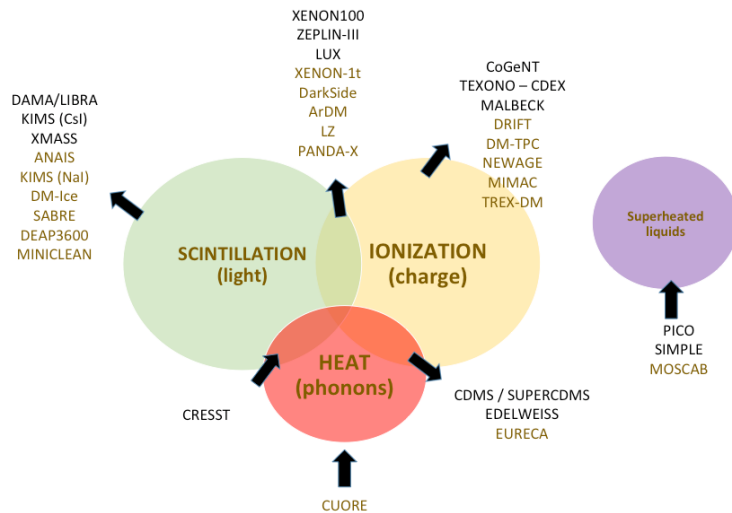 XENON100
ZEPLIN-III
LUX
XENON-1t
DarkSide
ArDM
LZ
PANDA-X
CoGeNT
TEXONO – CDEX
MALBECK
DRIFT
DM-TPC
NEWAGE
MIMAC
TREX-DM
DAMA/LIBRA
KIMS (CsI)
XMASS
ANAIS
KIMS (NaI)
DM-Ice
SABRE
DEAP3600
MINICLEAN
SCINTILLATION
(light)
IONIZATION
(charge)
Superheated
liquids
HEAT
(phonons)
PICO
SIMPLE
MOSCAB
CRESST
CDMS / SUPERCDMS
EDELWEISS
EURECA
CUORE